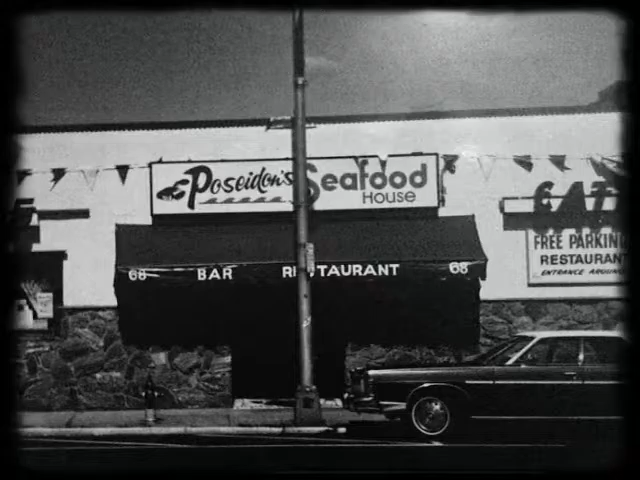 Poseidon's Seafood
House
68 BAR RESTAURANT 68
EAT
FREE PARKING
RESTAURANT
ENTRANCE AROUND